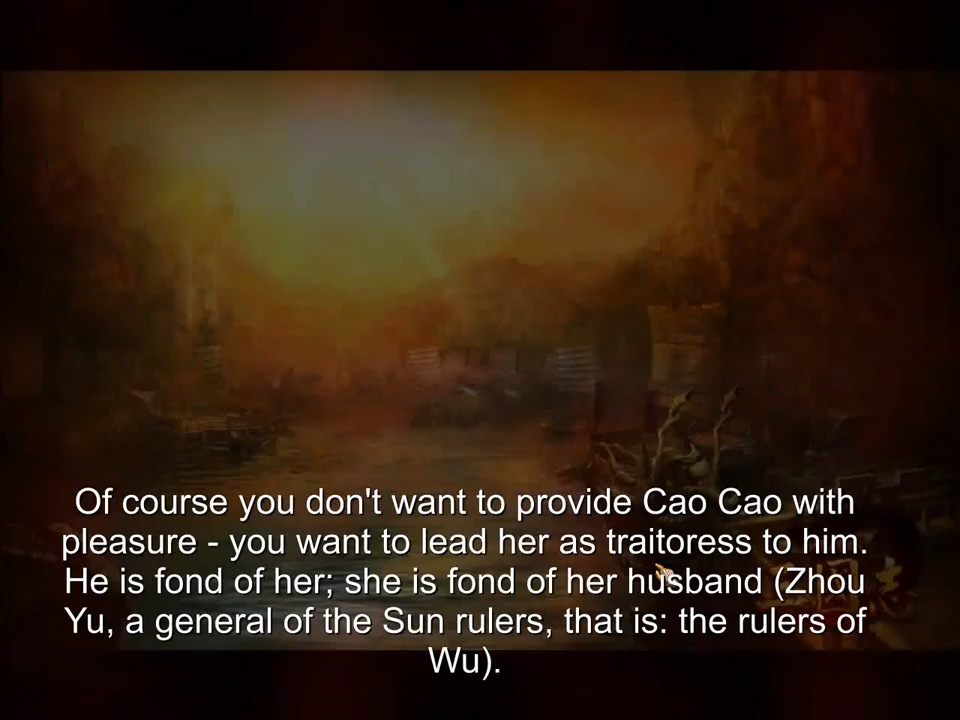 Of course you don't want to provide Cao Cao with
pleasure - you want to lead her as traitoress to him.
He is fond of her; she is fond of her husband (Zhou
Yu, a general of the Sun rulers, that is: the rulers of
Wu).